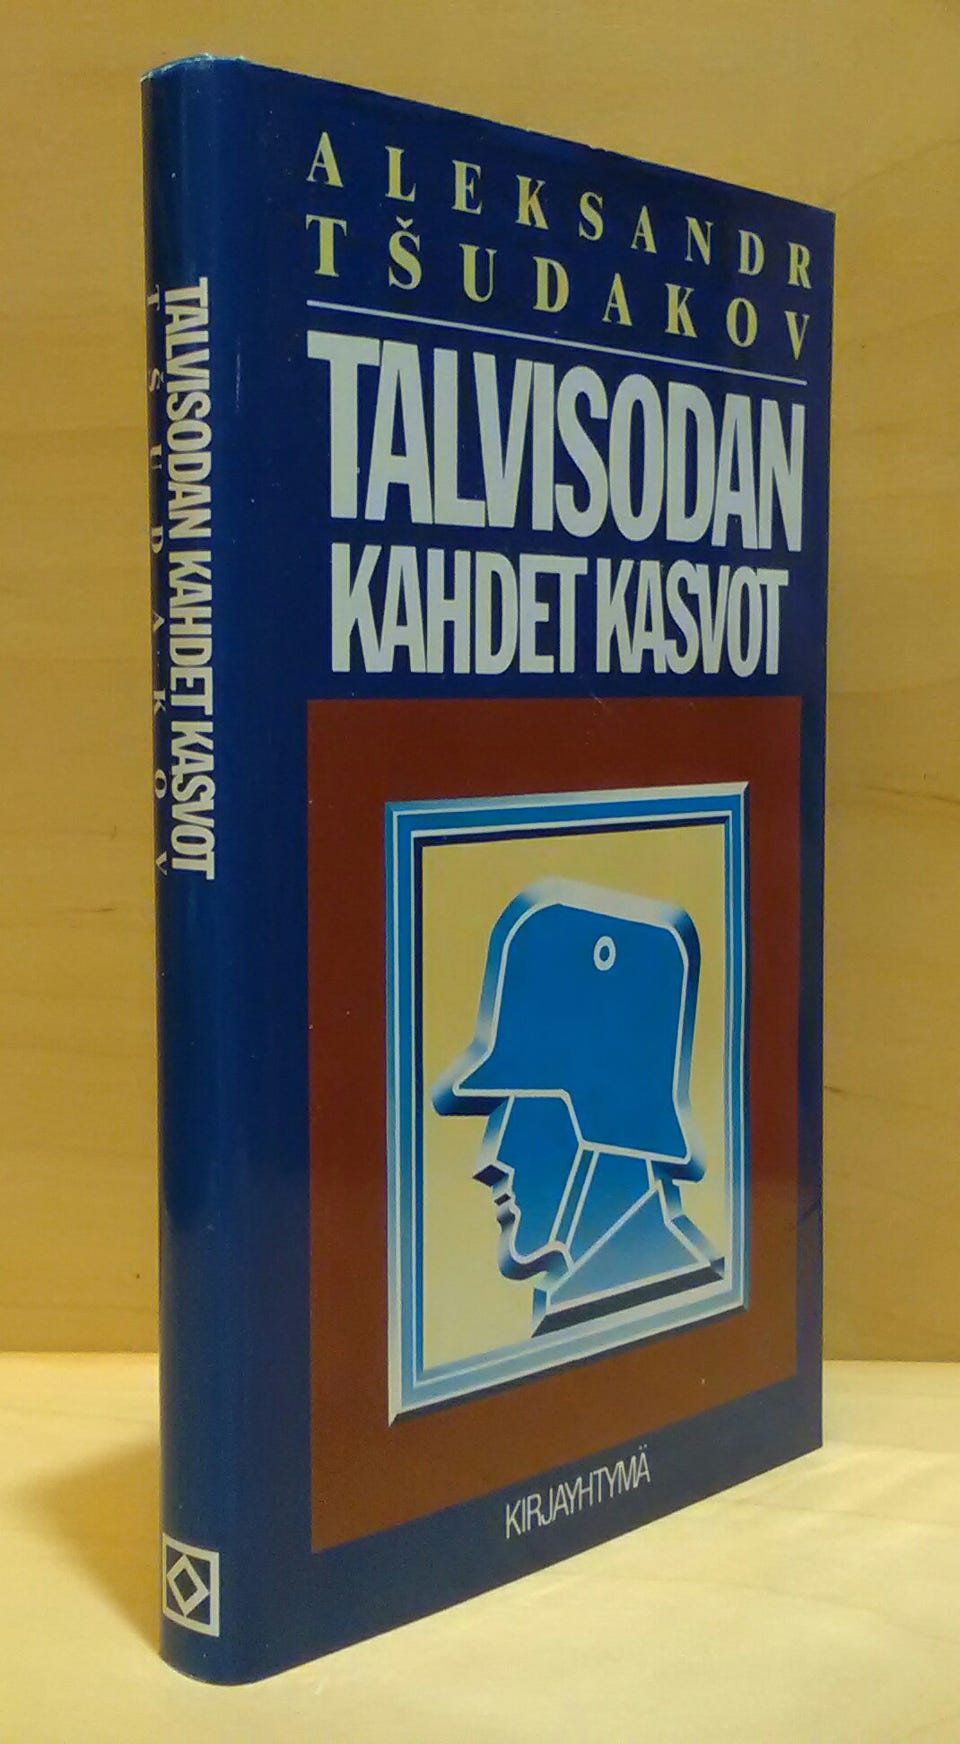 ALEKSANDR
TŠUDAKOV
TALVISODAN
KAHDET KASVOT
KIRJAYHTYMÄ
TALVISODAN KAHDET KASVOT
TŠUDAKOV